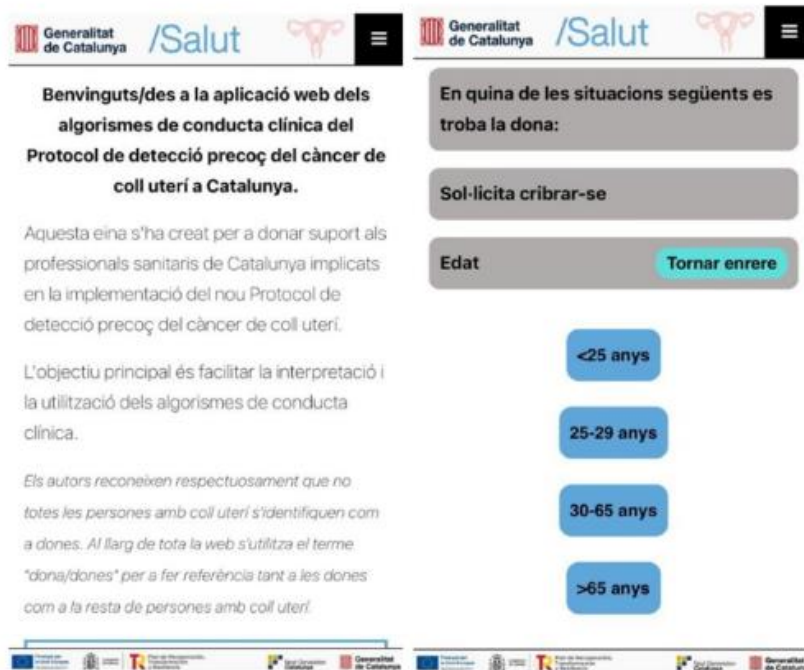 Generalitat
de Catalunya
/Salut
Benvinguts/des a la aplicació web dels
algorismes de conducta clínica del
Protocol de detecció precoç del càncer de
coll uterí a Catalunya.
Aquesta eina s'ha creat per a donar suport als
professionals sanitaris de Catalunya implicats
en la implementació del nou Protocol de
detecció precoç del càncer de coll uterí.
L'objectiu principal és facilitar la interpretació i
la utilització dels algorismes de conducta
clínica.
Els autors reconeixen respectuosament que no
totes les persones amb coll uterí s'identifiquen com
a dones. Al llarg de tota la web s'utilitza el terme
"dona/dones" per a fer referència tant a les dones
com a la resta de persones amb coll uterí.
Generalitat
de Catalunya
Generalitat
de Catalunya
/Salut
En quina de les situacions següents es
troba la dona:
Sol·licita cribrar-se
Edat
Tornar enrere
<25 anys
25-29 anys
30-65 anys
>65 anys
Generalitat
de Catalunya